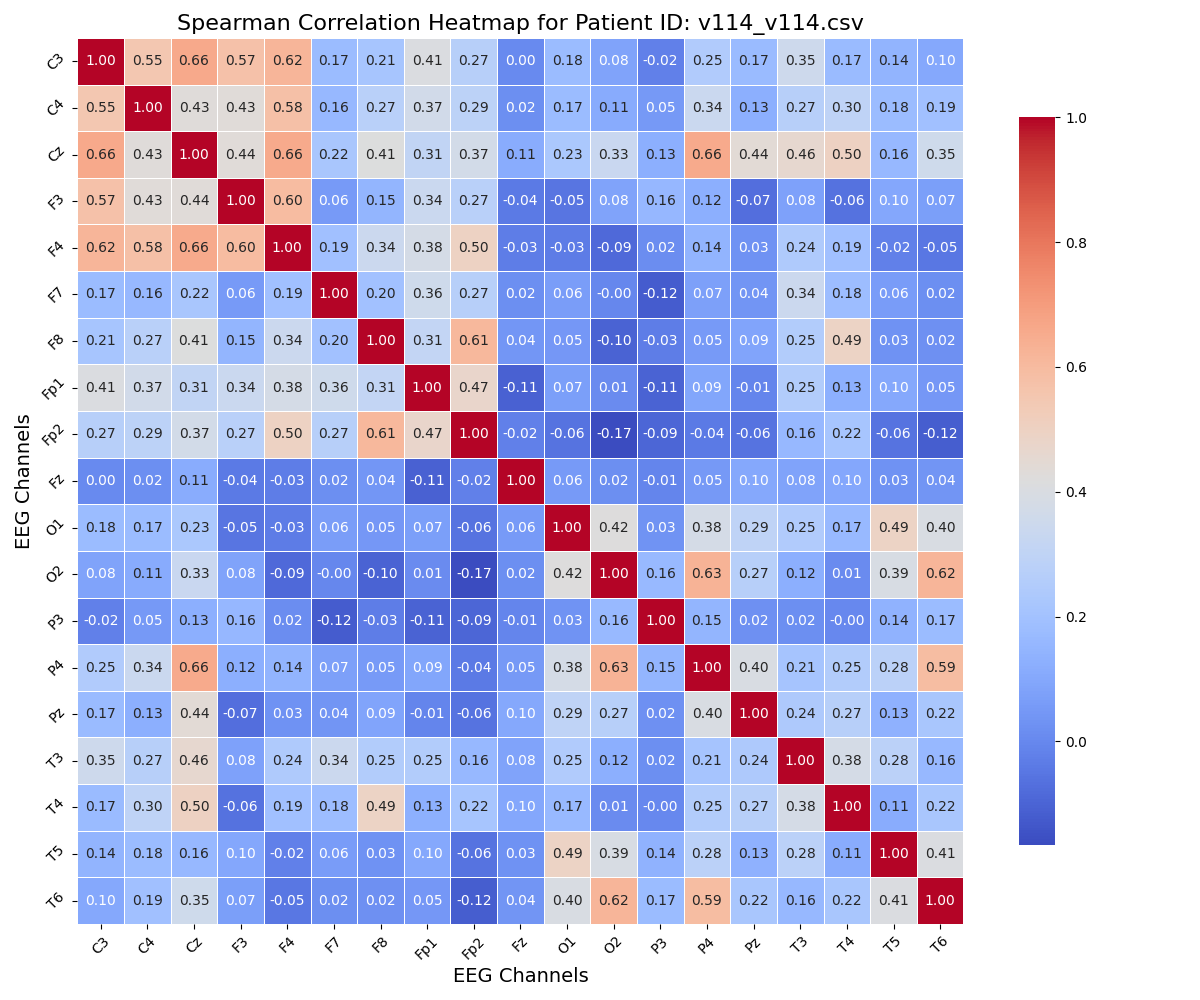 Spearman Correlation Heatmap for Patient ID: v114_v114.csv
C3 1.00 0.55 0.66 0.57 0.62 0.17 0.21 0.41 0.27 0.00 0.18 0.08 -0.02 0.25 0.17 0.35 0.17 0.14 0.10
C4 0.55 1.00 0.43 0.43 0.58 0.16 0.27 0.37 0.29 0.02 0.17 0.11 0.05 0.34 0.13 0.27 0.30 0.18 0.19
Cz 0.66 0.43 1.00 0.44 0.66 0.22 0.41 0.31 0.37 0.11 0.23 0.33 0.13 0.66 0.44 0.46 0.50 0.16 0.35
F3 0.57 0.43 0.44 1.00 0.60 0.06 0.15 0.34 0.27 -0.04 -0.05 0.08 0.16 0.12 -0.07 0.08 -0.06 0.10 0.07
F4 0.62 0.58 0.66 0.60 1.00 0.19 0.34 0.38 0.50 -0.03 -0.03 -0.09 0.02 0.14 0.03 0.24 0.19 -0.02 -0.05
F7 0.17 0.16 0.22 0.06 0.19 1.00 0.20 0.36 0.27 0.02 0.06 -0.00 -0.12 0.07 0.04 0.34 0.18 0.06 0.02
F8 0.21 0.27 0.41 0.15 0.34 0.20 1.00 0.31 0.61 0.04 0.05 -0.10 -0.03 0.05 0.09 0.25 0.49 0.03 0.02
Fp1 0.41 0.37 0.31 0.34 0.38 0.36 0.31 1.00 0.47 -0.11 0.07 0.01 -0.11 0.09 -0.01 0.25 0.13 0.10 0.05
Fp2 0.27 0.29 0.37 0.27 0.50 0.27 0.61 0.47 1.00 -0.02 -0.06 -0.17 -0.09 -0.04 -0.06 0.16 0.22 -0.06 -0.12
Fz 0.00 0.02 0.11 -0.04 -0.03 0.02 0.04 -0.11 -0.02 1.00 0.06 0.02 -0.01 0.05 0.10 0.08 0.10 0.03 0.04
O1 0.18 0.17 0.23 -0.05 -0.03 0.06 0.05 0.07 -0.06 0.06 1.00 0.42 0.03 0.38 0.29 0.25 0.17 0.49 0.40
O2 0.08 0.11 0.33 0.08 -0.09 -0.00 -0.10 0.01 -0.17 0.02 0.42 1.00 0.16 0.63 0.27 0.12 0.01 0.39 0.62
P3 -0.02 0.05 0.13 0.16 0.02 -0.12 -0.03 -0.11 -0.09 -0.01 0.03 0.16 1.00 0.15 0.02 0.02 -0.00 0.14 0.17
P4 0.25 0.34 0.66 0.12 0.14 0.07 0.05 0.09 -0.04 0.05 0.38 0.63 0.15 1.00 0.40 0.21 0.25 0.28 0.59
Pz 0.17 0.13 0.44 -0.07 0.03 0.04 0.09 -0.01 -0.06 0.10 0.29 0.27 0.02 0.40 1.00 0.24 0.27 0.13 0.22
T3 0.35 0.27 0.46 0.08 0.24 0.34 0.25 0.25 0.16 0.08 0.25 0.12 0.02 0.21 0.24 1.00 0.38 0.28 0.16
T4 0.17 0.30 0.50 -0.06 0.19 0.18 0.49 0.13 0.22 0.10 0.17 0.01 -0.00 0.25 0.27 0.38 1.00 0.11 0.22
T5 0.14 0.18 0.16 0.10 -0.02 0.06 0.03 0.10 -0.06 0.03 0.49 0.39 0.14 0.28 0.13 0.28 0.11 1.00 0.41
T6 0.10 0.19 0.35 0.07 -0.05 0.02 0.02 0.05 -0.12 0.04 0.40 0.62 0.17 0.59 0.22 0.16 0.22 0.41 1.00
C3 C4 Cz F3 F4 F7 F8 Fp1 Fp2 Fz O1 O2 P3 P4 Pz T3 T4 T5 T6
EEG Channels
EEG Channels
1.0
0.8
0.6
0.4
0.2
0.0